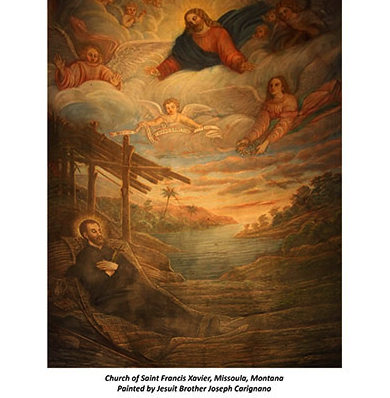 Church of Saint Francis Xavier, Missoula, Montana
Painted by Jesuit Brother Joseph Carignano